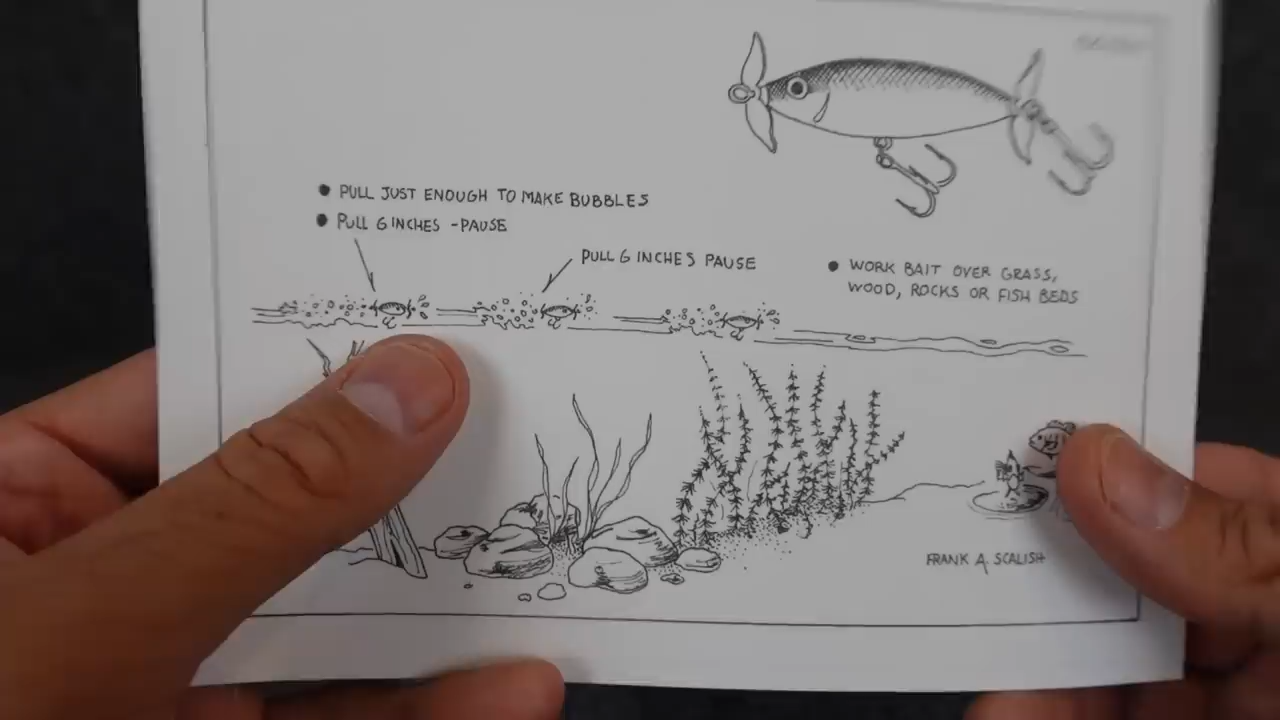 ● PULL JUST ENOUGH TO MAKE BUBBLES
● PULL 6 INCHES - PAUSE
PULL 6 INCHES PAUSE
● WORK BAIT OVER GRASS,
WOOD, ROCKS OR FISH BEDS
FRANK A. SCALISH